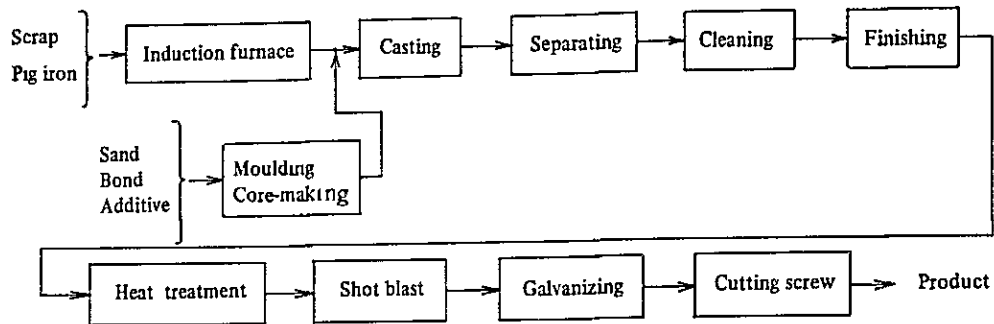 Scrap
Pig iron
Induction furnace
Casting
Separating
Cleaning
Finishing
Sand
Bond
Additive
Moulding
Core-making
Heat treatment
Shot blast
Galvanizing
Cutting screw
Product